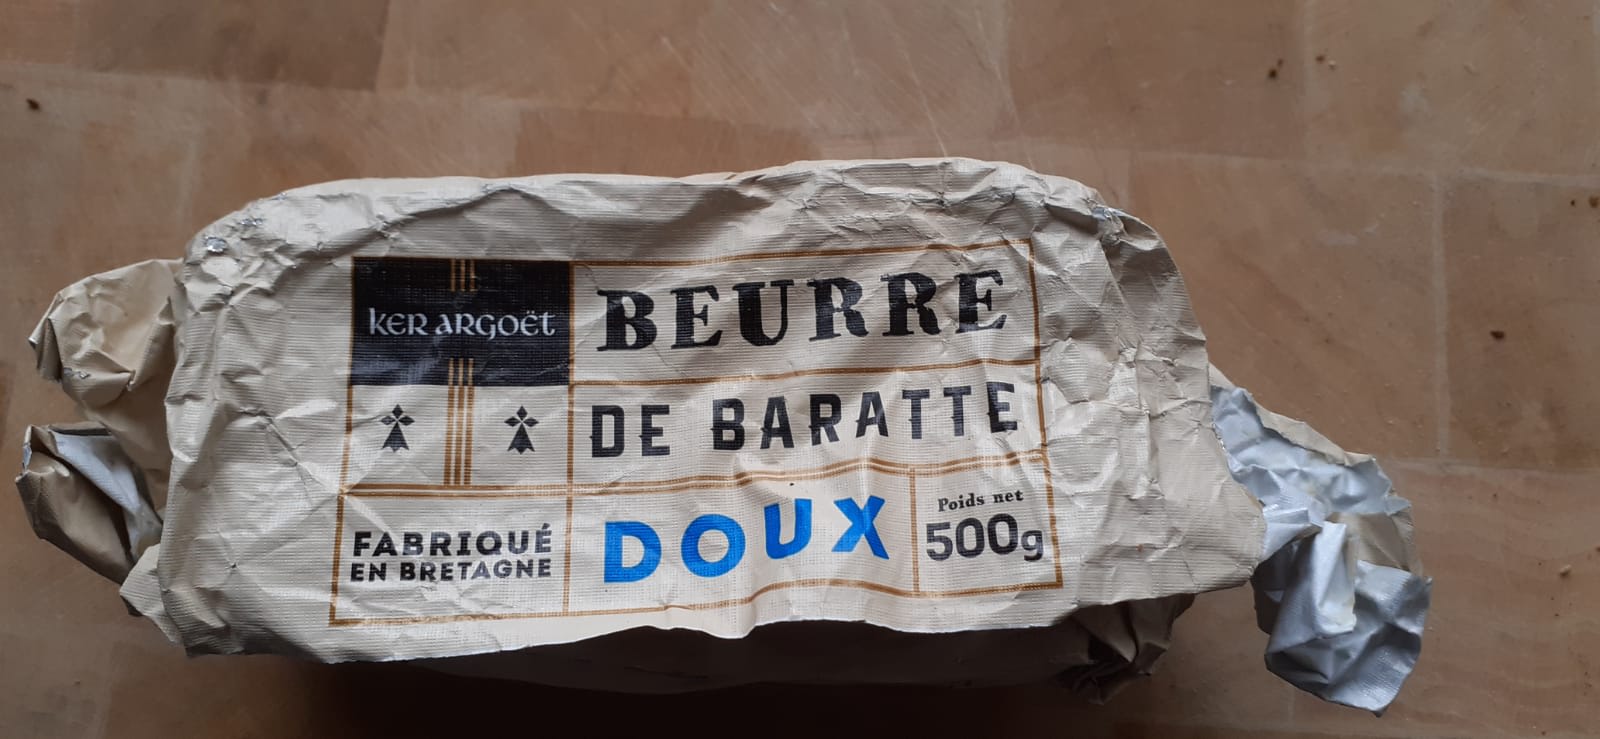 ker argoët
BEURRE
DE BARATTE
FABRIQUÉ
EN BRETAGNE
DOUX
Poids net
500g